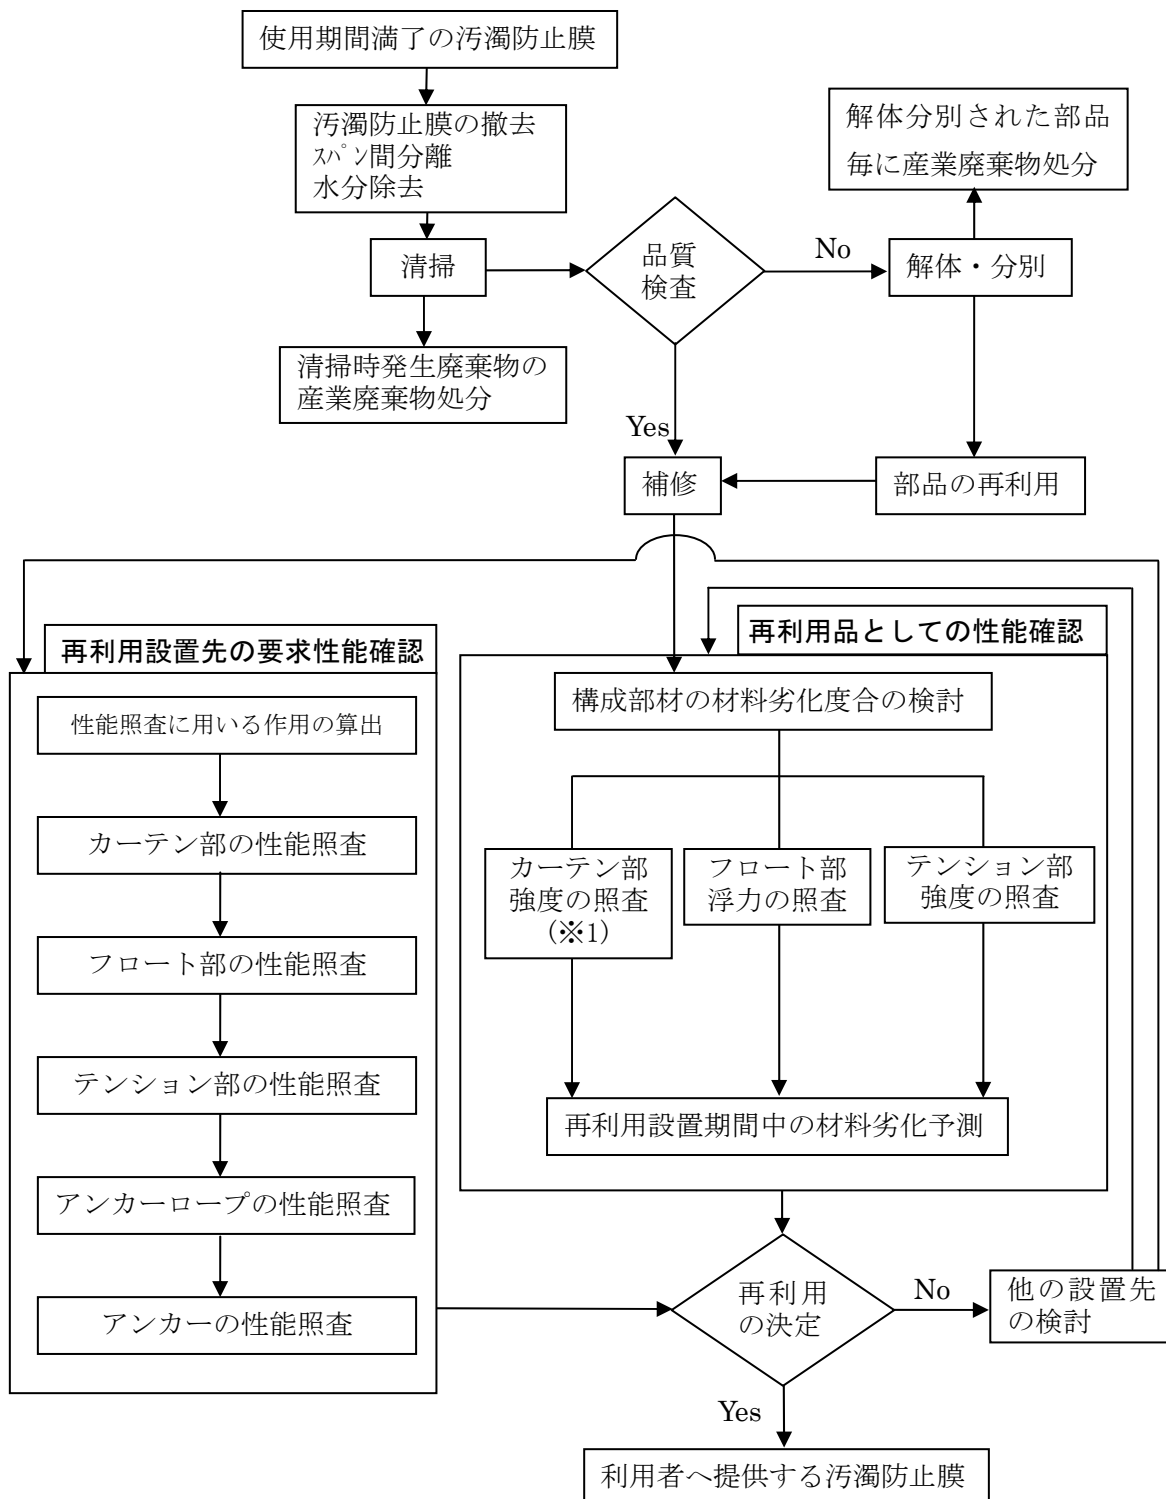 使用期間満了の汚濁防止膜
汚濁防止膜の撤去
ｽﾊﾟﾝ間分離
水分除去
解体分別された部品
毎に産業廃棄物処分
清掃
品質
検査
No
解体・分別
清掃時発生廃棄物の
産業廃棄物処分
Yes
補修
部品の再利用
再利用設置先の要求性能確認
性能照査に用いる作用の算出
カーテン部の性能照査
フロート部の性能照査
テンション部の性能照査
アンカーロープの性能照査
アンカーの性能照査
再利用品としての性能確認
構成部材の材料劣化度合の検討
カーテン部
強度の照査
(※1)
フロート部
浮力の照査
テンション部
強度の照査
再利用設置期間中の材料劣化予測
再利用
の決定
No
他の設置先
の検討
Yes
利用者へ提供する汚濁防止膜